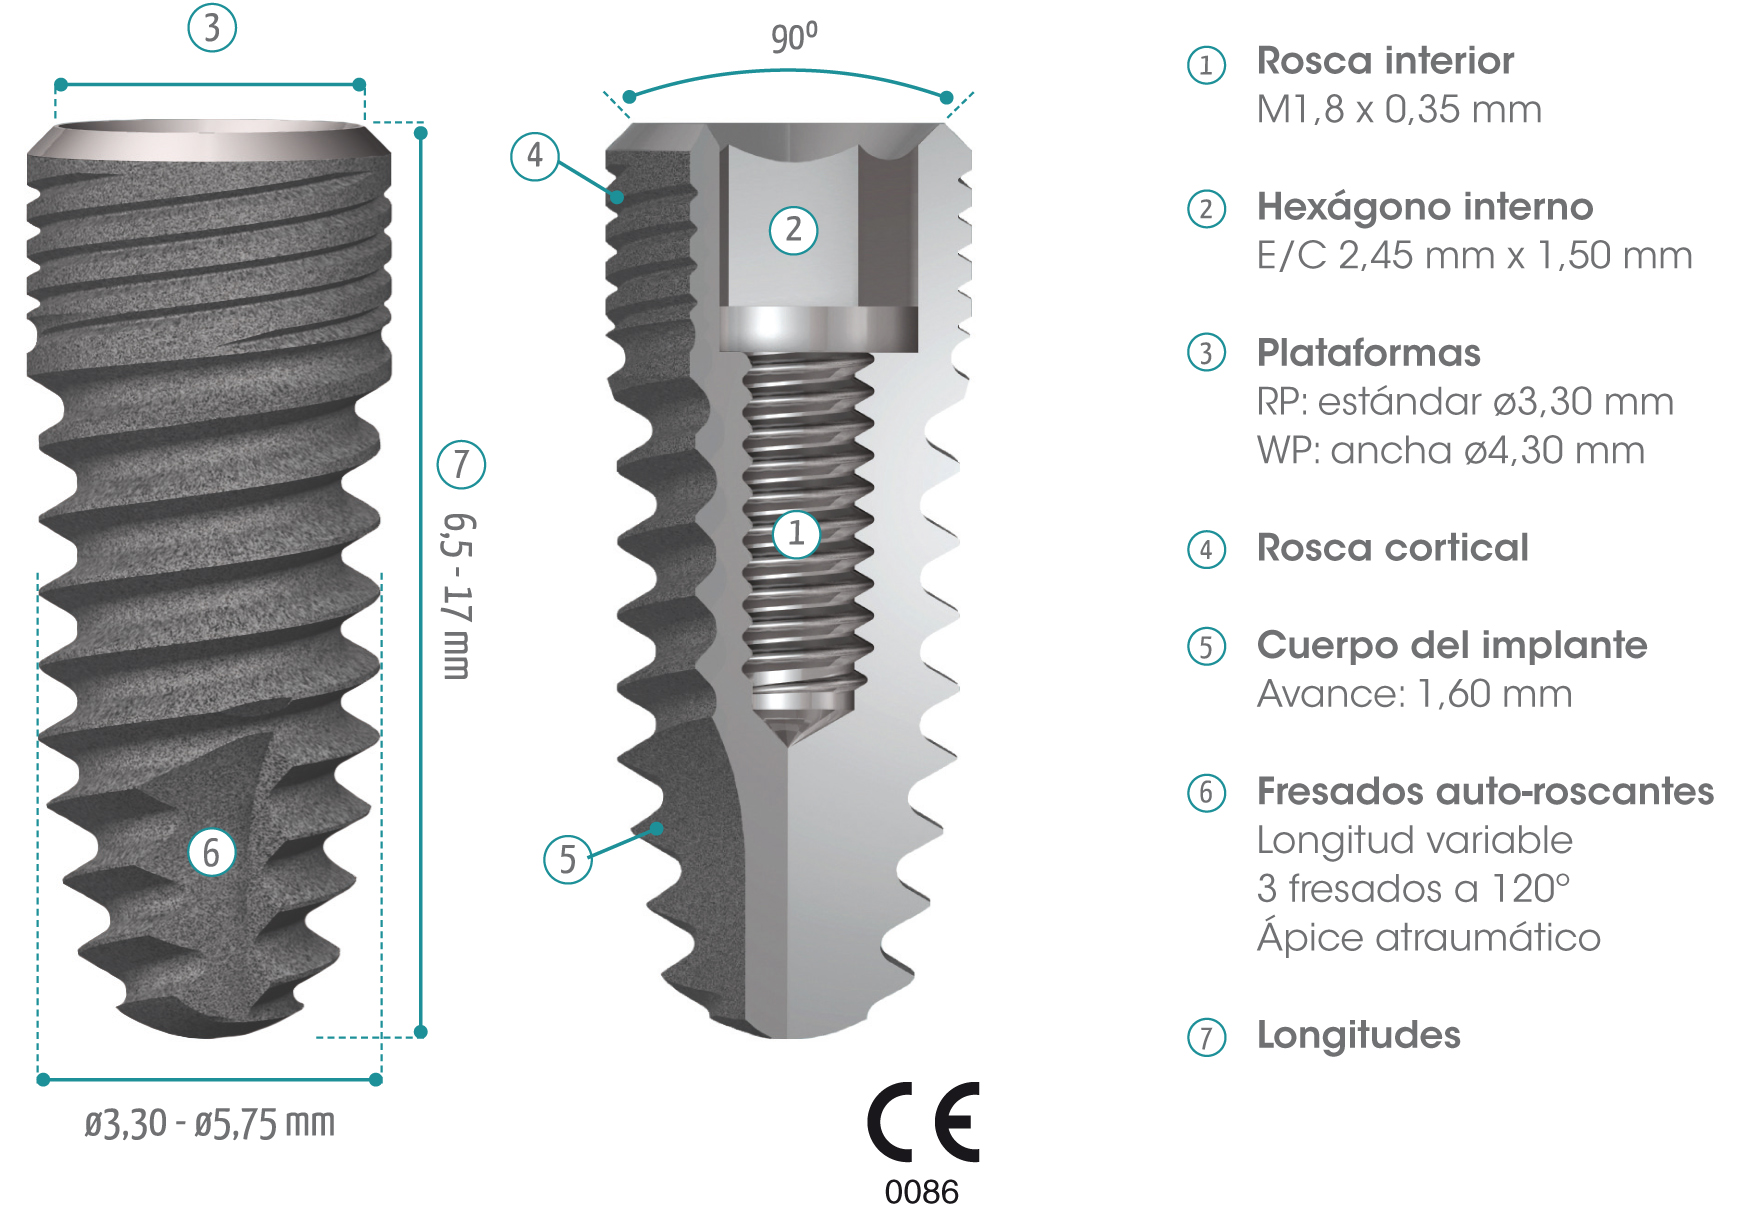 3
90º
4
2
7
6,5 - 17 mm
1
6
5
ø3,30 - ø5,75 mm
CE
0086
1 Rosca interior
M1,8 x 0,35 mm
2 Hexágono interno
E/C 2,45 mm x 1,50 mm
3 Plataformas
RP: estándar ø3,30 mm
WP: ancha ø4,30 mm
4 Rosca cortical
5 Cuerpo del implante
Avance: 1,60 mm
6 Fresados auto-roscantes
Longitud variable
3 fresados a 120º
Ápice atraumático
7 Longitudes